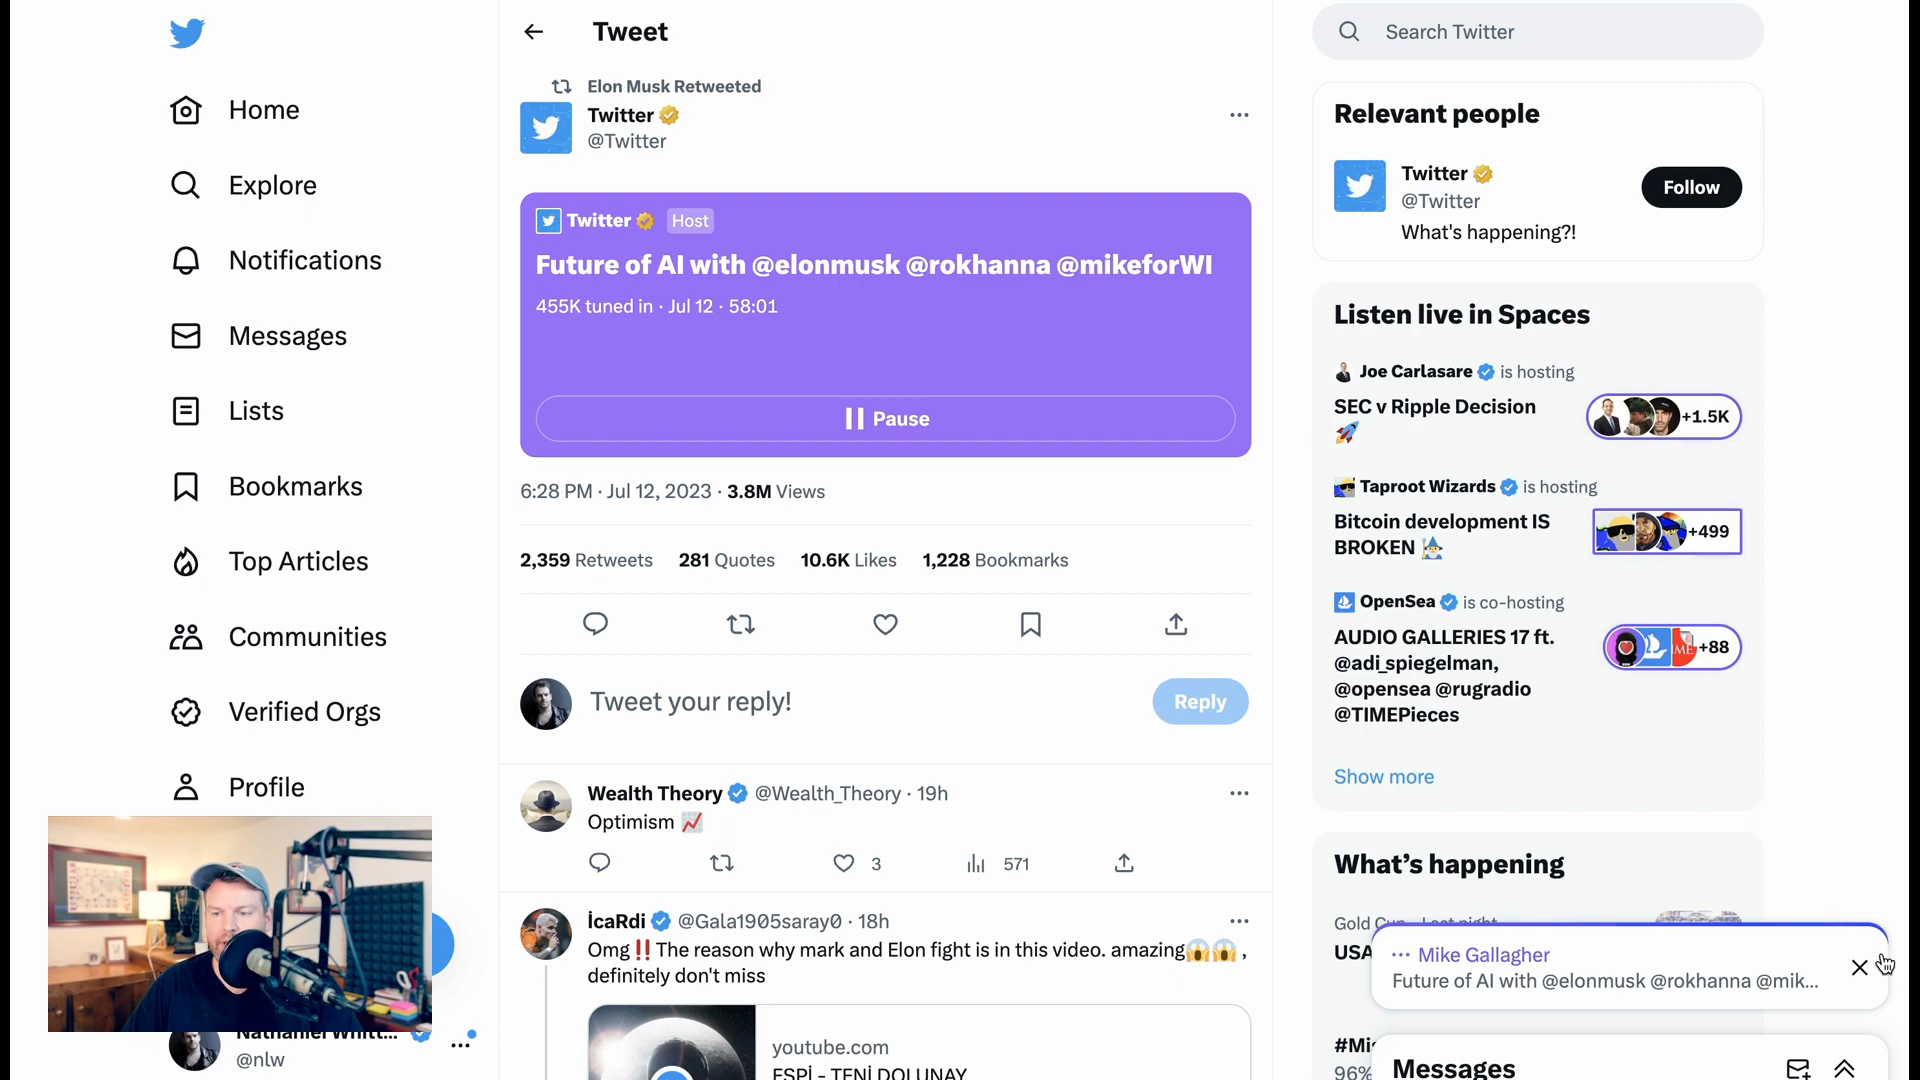 Home
Explore
Notifications
Messages
Lists
Bookmarks
Top Articles
Communities
Verified Orgs
Profile
Nathaniel Whitt...
@nlw
Tweet
Elon Musk Retweeted
Twitter
@Twitter
Twitter Host
Future of AI with @elonmusk @rokhanna @mikeforWI
455K tuned in · Jul 12 · 58:01
Pause
6:28 PM · Jul 12, 2023 · 3.8M Views
2,359 Retweets 281 Quotes 10.6K Likes 1,228 Bookmarks
Tweet your reply!
Reply
Wealth Theory @Wealth_Theory · 19h
Optimism 📈
3 571
İcaRdi @Gala1905saray0 · 18h
Omg‼️The reason why mark and Elon fight is in this video. amazing😱😱 ,
definitely don't miss
youtube.com
ESPİ - TENİ DOLUNAY
Search Twitter
Relevant people
Twitter
@Twitter
Follow
What's happening?!
Listen live in Spaces
Joe Carlasare is hosting
SEC v Ripple Decision
🚀
+1.5K
Taproot Wizards is hosting
Bitcoin development IS
BROKEN 🧙‍♂️
+499
OpenSea is co-hosting
AUDIO GALLERIES 17 ft.
@adi_spiegelman,
@opensea @rugradio
@TIMEPieces
ME
+88
Show more
What's happening
Gold Cup · Last night
USA
Mike Gallagher
Future of AI with @elonmusk @rokhanna @mik...
96%
Messages